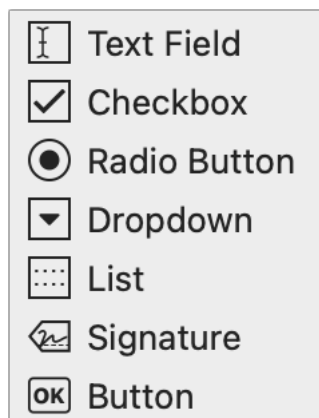 Text Field
Checkbox
Radio Button
Dropdown
List
Signature
OK Button